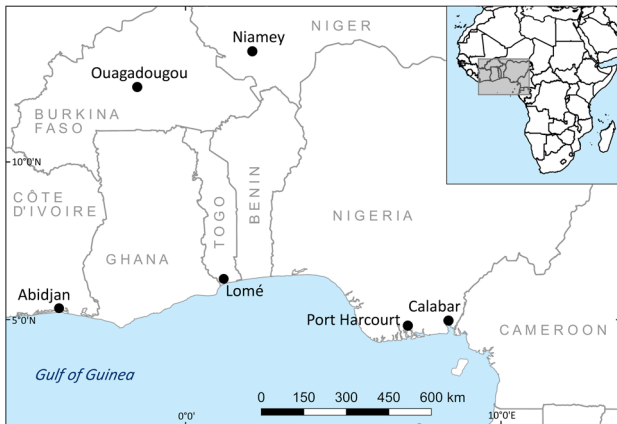 Niamey
NIGER
Ouagadougou
BURKINA
FASO
10°0'N
CÔTE
D'IVOIRE
TOGO
BENIN
NIGERIA
GHANA
Abidjan
Lomé
Calabar
Port Harcourt
5°0'N
CAMEROON
Gulf of Guinea
0 150 300 450 600 km
0°0'
10°0'E